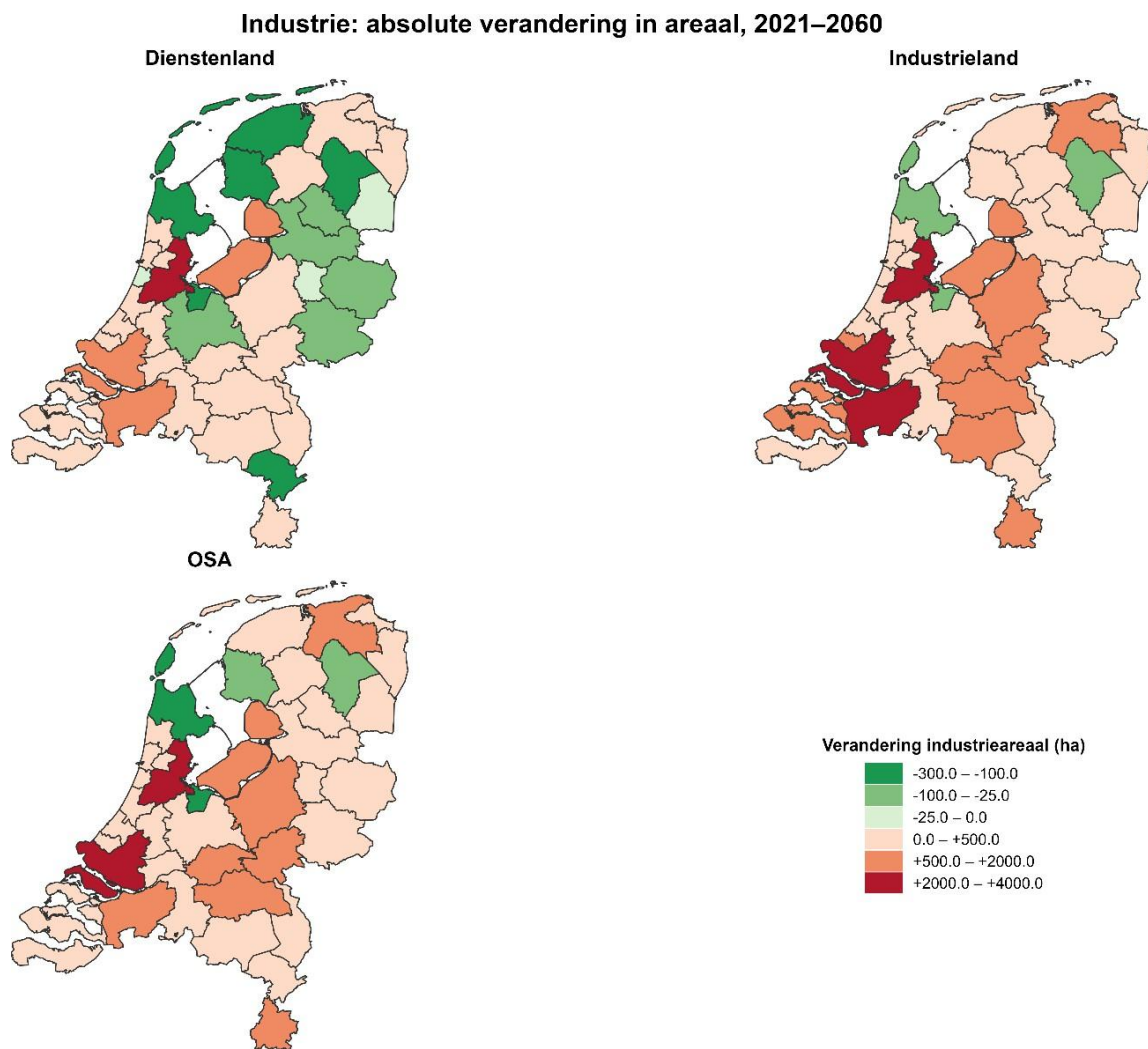 Industrie: absolute verandering in areaal, 2021–2060
Dienstenland
Industrieland
OSA
Verandering industrieareaal (ha)
-300.0 – -100.0
-100.0 – -25.0
-25.0 – 0.0
0.0 – +500.0
+500.0 – +2000.0
+2000.0 – +4000.0